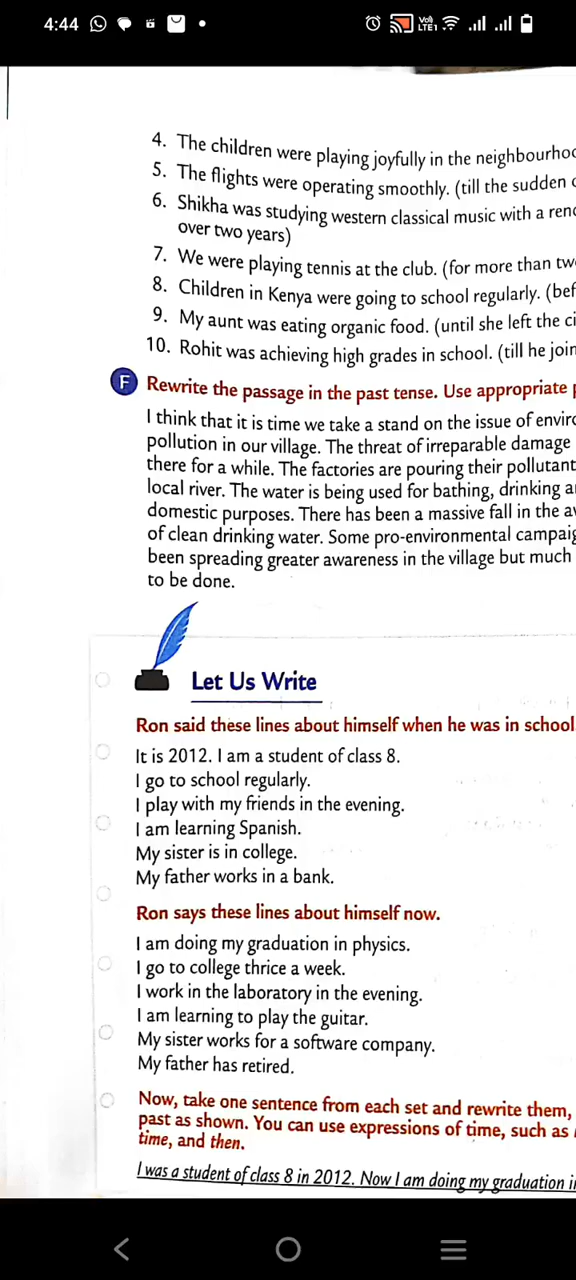 4:44
Vo))
LTE1
4. The children were playing joyfully in the
5. The flights were operating smoothly. (till the sudden
6. Shikha was studying western classical music with a
over two years)
7. We were playing tennis at the club. (for more than
8. Children in Kenya were going to school regularly.
9. My aunt was eating organic food. (until she left the
10. Rohit was achieving high grades in school. (till he
F Rewrite the passage in the past tense. Use appropriate
I think that it is time we take a stand on the issue of
pollution in our village. The threat of irreparable damage
there for a while. The factories are pouring their
local river. The water is being used for bathing, drinking
domestic purposes. There has been a massive fall in the
of clean drinking water. Some pro-environmental
been spreading greater awareness in the village but much
to be done.
Let Us Write
Ron said these lines about himself when he was in school
It is 2012. I am a student of class 8.
I go to school regularly.
I play with my friends in the evening.
I am learning Spanish.
My sister is in college.
My father works in a bank.
Ron says these lines about himself now.
I am doing my graduation in physics.
I go to college thrice a week.
I work in the laboratory in the evening.
I am learning to play the guitar.
My sister works for a software company.
My father has retired.
Now, take one sentence from each set and rewrite them,
past as shown. You can use expressions of time, such as
time, and then.
I was a student of class 8 in 2012. Now I am doing my graduation